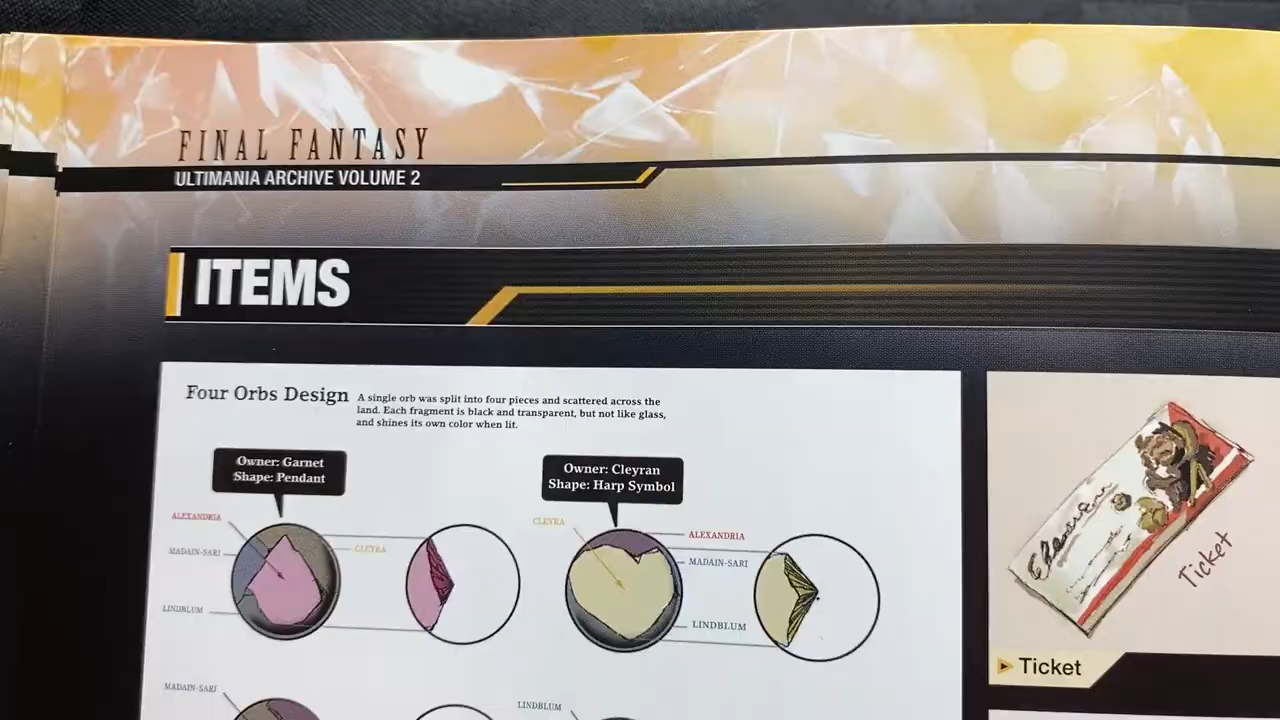 FINAL FANTASY
ULTIMANIA ARCHIVE VOLUME 2
ITEMS
Four Orbs Design
A single orb was split into four pieces and scattered across the
land. Each fragment is black and transparent, but not like glass,
and shines its own color when lit.
Owner: Garnet
Shape: Pendant
ALEXANDRIA
MADAIN-SARI
LINDBLUM
CLEYRA
Owner: Cleyran
Shape: Harp Symbol
CLEYRA
ALEXANDRIA
MADAIN-SARI
LINDBLUM
MADAIN-SARI
LINDBLUM
Ticket
Ticket